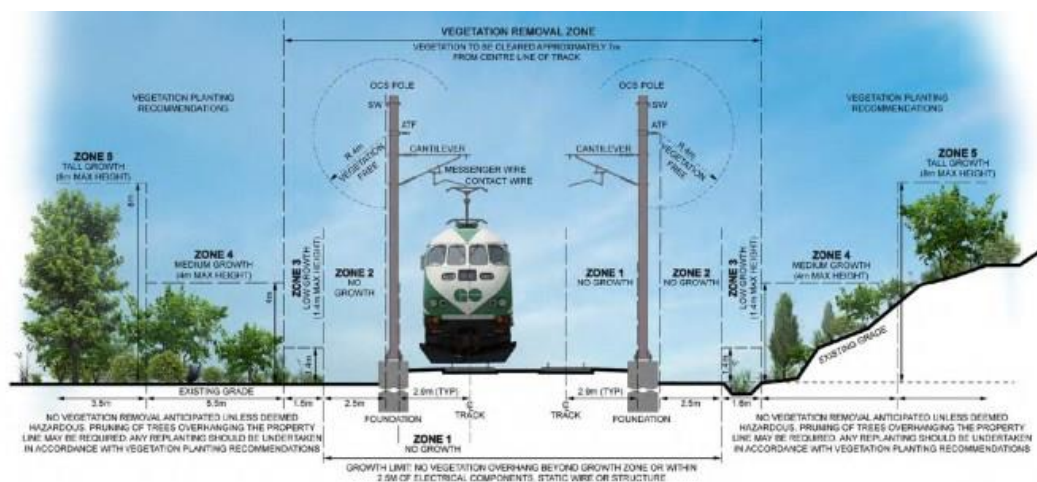 VEGETATION REMOVAL ZONE
VEGETATION TO BE CLEARED APPROXIMATELY 7m
FROM CENTRE LINE OF TRACK
VEGETATION PLANTING
RECOMMENDATIONS
OCS POLE
SW
ATF
CANTILEVER
MESSENGER WIRE
CONTACT WIRE
R.4m
VEGETATION
FREE
OCS POLE
SW
ATF
CANTILEVER
R.4m
VEGETATION
FREE
VEGETATION PLANTING
RECOMMENDATIONS
ZONE 5
TALL GROWTH
(8m MAX HEIGHT)
8m
ZONE 4
MEDIUM GROWTH
(4m MAX HEIGHT)
4m
ZONE 3
LOW GROWTH
(1.4m MAX HEIGHT)
1.4m
ZONE 2
NO
GROWTH
GO
ZONE 1
NO GROWTH
ZONE 2
NO
GROWTH
ZONE 3
LOW GROWTH
(1.4m MAX HEIGHT)
1.4m
ZONE 4
MEDIUM GROWTH
(4m MAX HEIGHT)
ZONE 5
TALL GROWTH
(8m MAX HEIGHT)
EXISTING GRADE
EXISTING GRADE
3.5m
5.5m
2.5m
2.9m (TYP)
TRACK
FOUNDATION
2.9m (TYP)
TRACK
FOUNDATION
2.5m
NO VEGETATION REMOVAL ANTICIPATED UNLESS DEEMED
HAZARDOUS. PRUNING OF TREES OVERHANGING THE PROPERTY
LINE MAY BE REQUIRED. ANY REPLANTING SHOULD BE UNDERTAKEN
IN ACCORDANCE WITH VEGETATION PLANTING RECOMMENDATIONS
ZONE 1
NO GROWTH
NO VEGETATION REMOVAL ANTICIPATED UNLESS DEEMED
HAZARDOUS. PRUNING OF TREES OVERHANGING THE PROPERTY
LINE MAY BE REQUIRED. ANY REPLANTING SHOULD BE UNDERTAKEN
IN ACCORDANCE WITH VEGETATION PLANTING RECOMMENDATIONS
GROWTH LIMIT: NO VEGETATION OVERHANG BEYOND GROWTH ZONE OR WITHIN
2.5M OF ELECTRICAL COMPONENTS, STATIC WIRE OR STRUCTURE